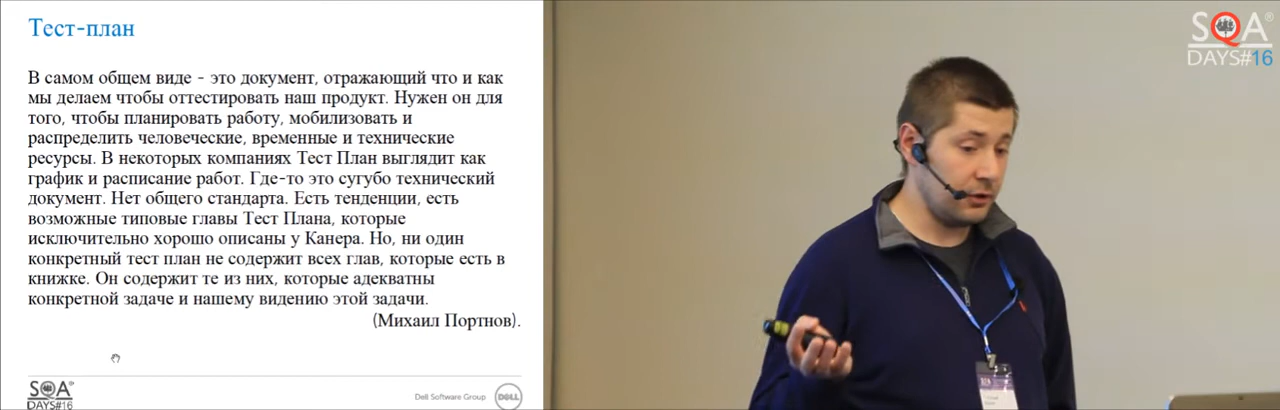 Тест-план
В самом общем виде - это документ, отражающий что и как
мы делаем чтобы оттестировать наш продукт. Нужен он для
того, чтобы планировать работу, мобилизовать и
распределить человеческие, временные и технические
ресурсы. В некоторых компаниях Тест План выглядит как
график и расписание работ. Где-то это сугубо технический
документ. Нет общего стандарта. Есть тенденции, есть
возможные типовые главы Тест Плана, которые
исключительно хорошо описаны у Канера. Но, ни один
конкретный тест план не содержит всех глав, которые есть в
книжке. Он содержит те из них, которые адекватны
конкретной задаче и нашему видению этой задачи.
(Михаил Портнов).
SQA®
DAYS#16
Dell Software Group
DELL
SQA®
DAYS#16